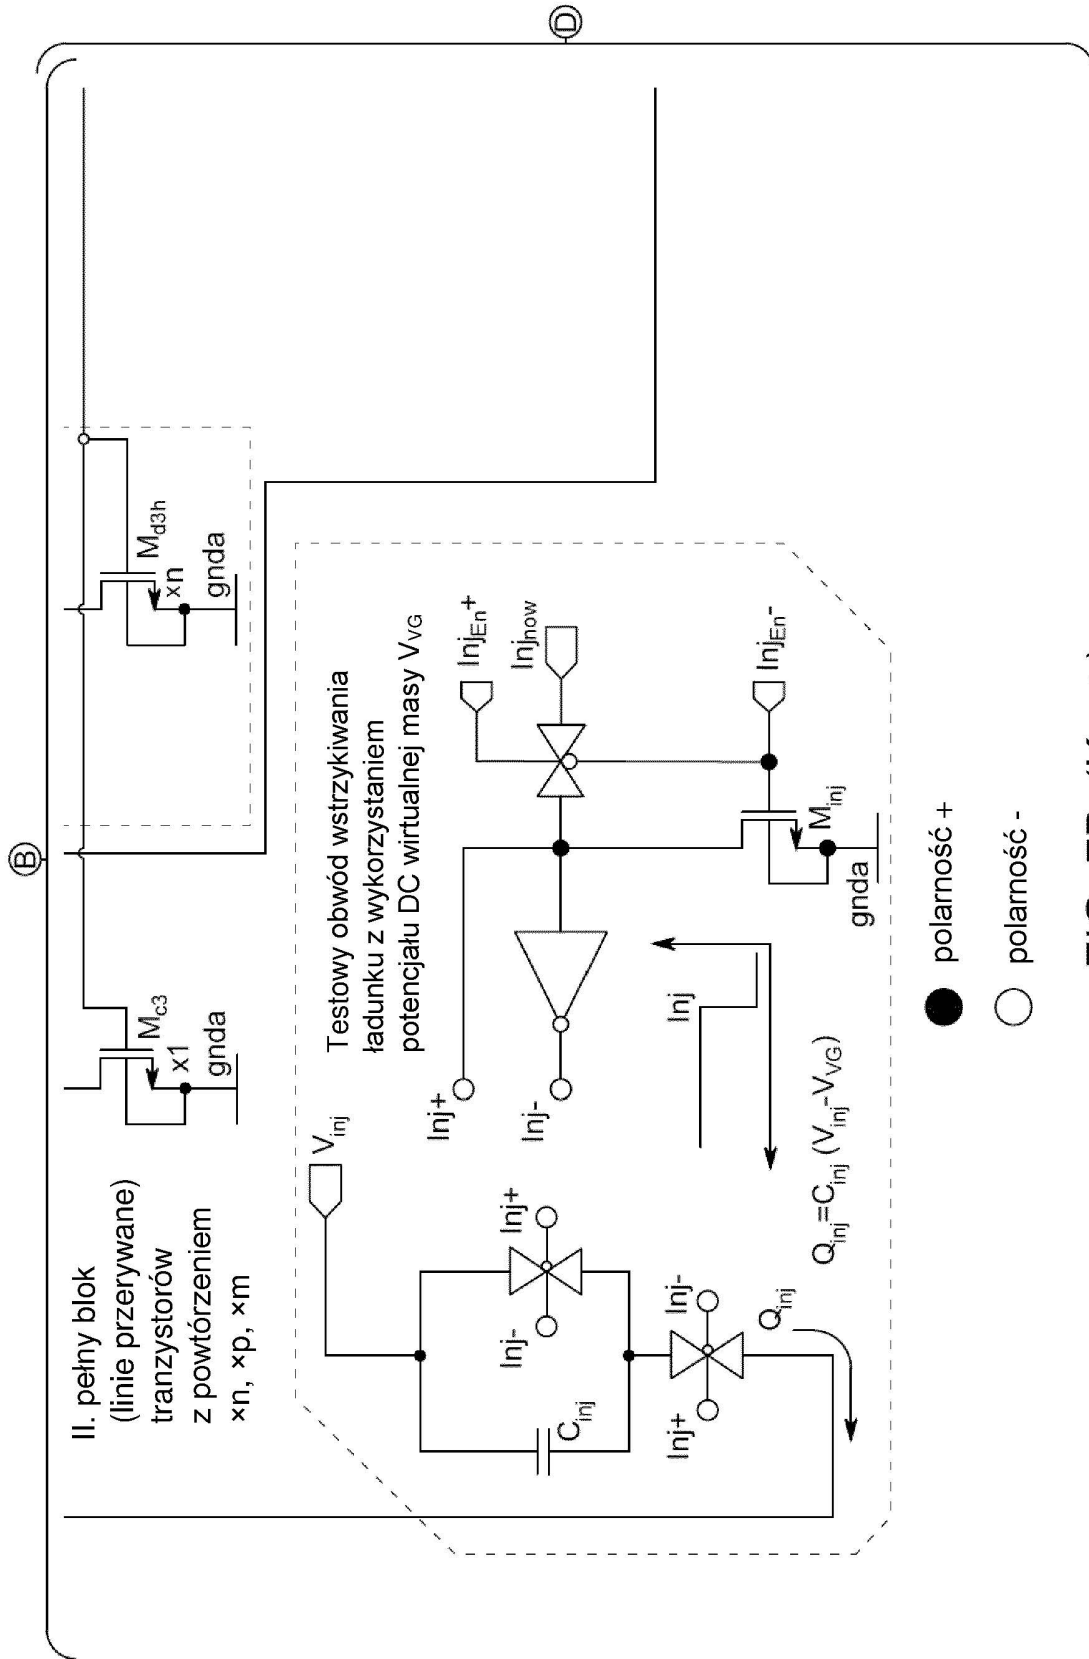 B
D
II. pełny blok
(linie przerywane)
tranzystorów
z powtórzeniem
×n, ×p, ×m
Mc3
x1
gnda
Md3h
×n
gnda
Testowy obwód wstrzykiwania
ładunku z wykorzystaniem
potencjału DC wirtualnej masy VVG
Vinj
Inj+
Inj-
InjEn+
Injnow
InjEn-
Minj
gnda
Cinj
Inj-
Inj+
Inj+
Inj-
Qinj
Inj
Qinj=Cinj (Vinj-VVG)
polarność +
polarność -